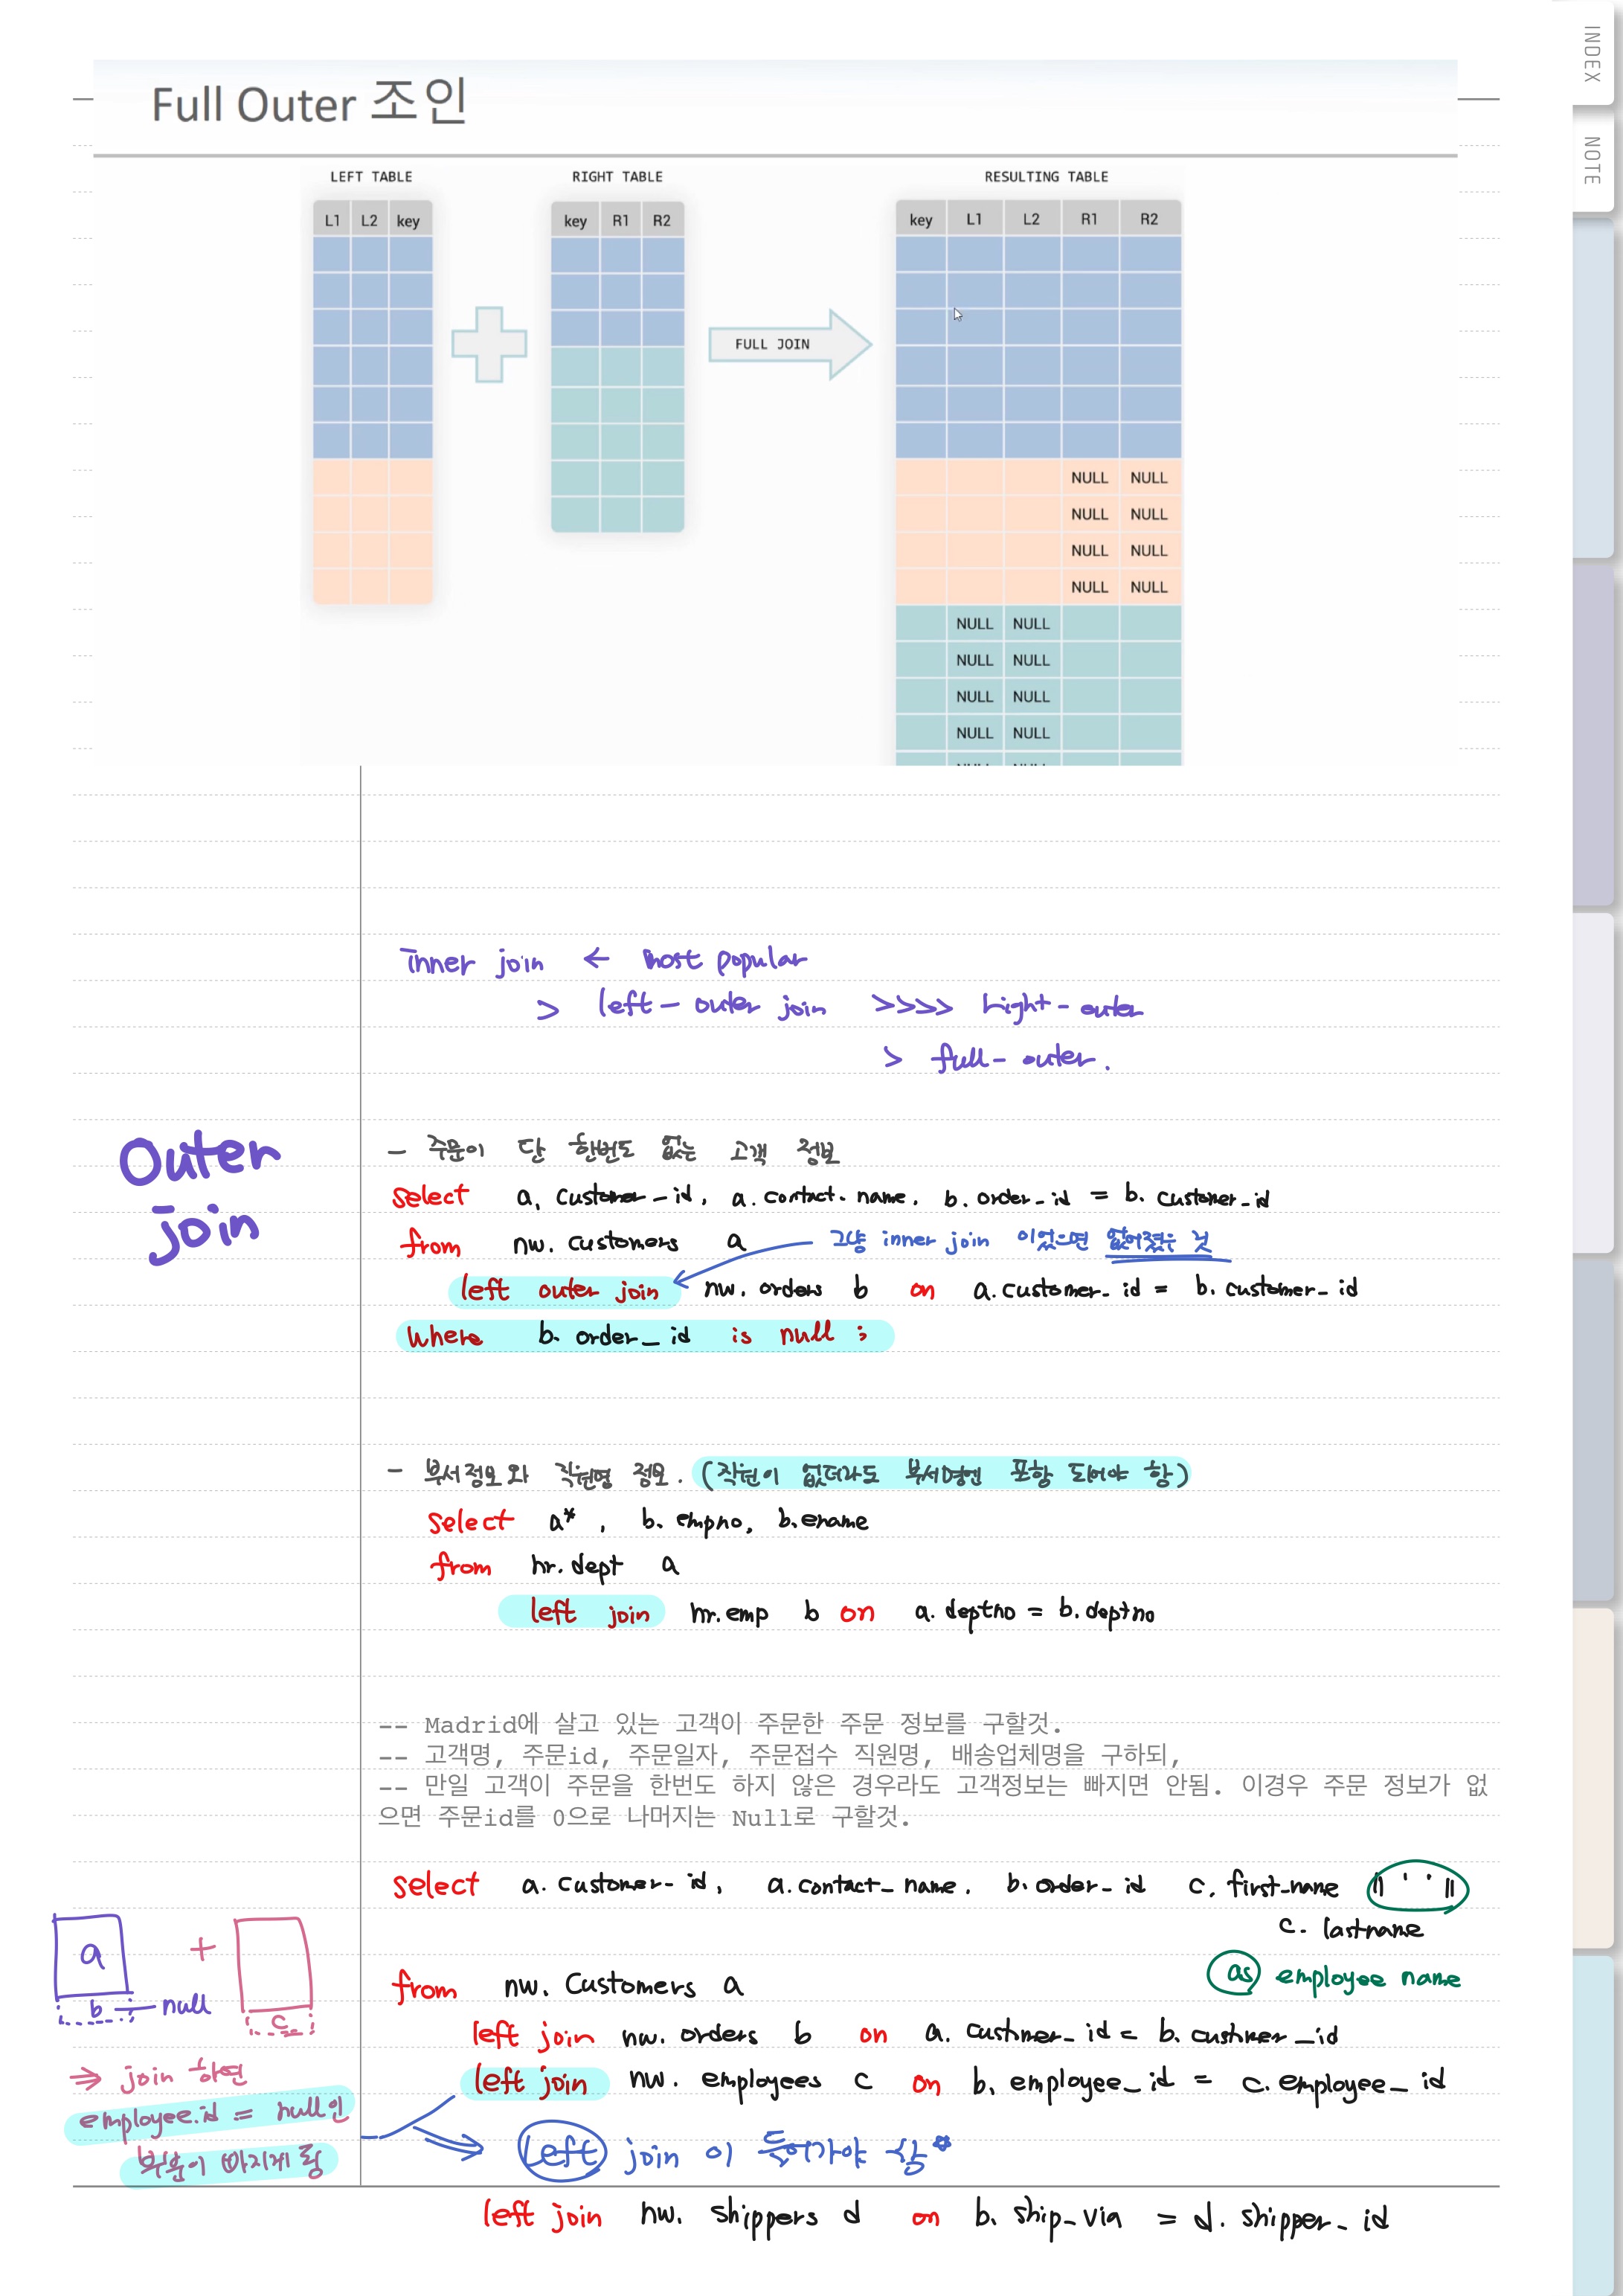 INDEX
NOTE
Full Outer 조인
LEFT TABLE
RIGHT TABLE
RESULTING TABLE
L1 L2 key
key R1 R2
key L1 L2 R1 R2
FULL JOIN
NULL NULL
NULL NULL
NULL NULL
NULL NULL
NULL NULL
NULL NULL
NULL NULL
NULL NULL
inner join ← most popular
> left - outer join >>>> right - outer
> full - outer.
Outer
join
- 주문이 단 한번도 없는 고객 정보
select a. customer_id, a. contact_name, b. order_id = b. customer_id
from nw. customers a
그냥 inner join 이었으면 없어졌을 것
left outer join nw. orders b on a.customer_id = b.customer_id
where b. order_id is null ;
- 부서정보와 직원명 정보. (직원이 없더라도 부서명엔 포함 되어야 함)
select a* , b. empno, b.ename
from hr.dept a
left join hr.emp b on a.deptno = b.deptno
-- Madrid에 살고 있는 고객이 주문한 주문 정보를 구할것.
-- 고객명, 주문id, 주문일자, 주문접수 직원명, 배송업체명을 구하되,
-- 만일 고객이 주문을 한번도 하지 않은 경우라도 고객정보는 빠지면 안됨. 이경우 주문 정보가 없
으면 주문id를 0으로 나머지는 Null로 구할것.
select a. customer_id, a.contact_name, b. order_id c. first_name || ' ' ||
c. lastname
as employee name
from nw. Customers a
left join nw. orders b on a. customer_id = b. customer_id
left join nw. employees c on b. employee_id = c. employee_id
⇒ left join 이 들어가야 함*
left join nw. shippers d on b. ship_via = d. shipper_id
a +
b null
c
⇒ join 하면
employee.id = null인
부분이 빠지게 됨